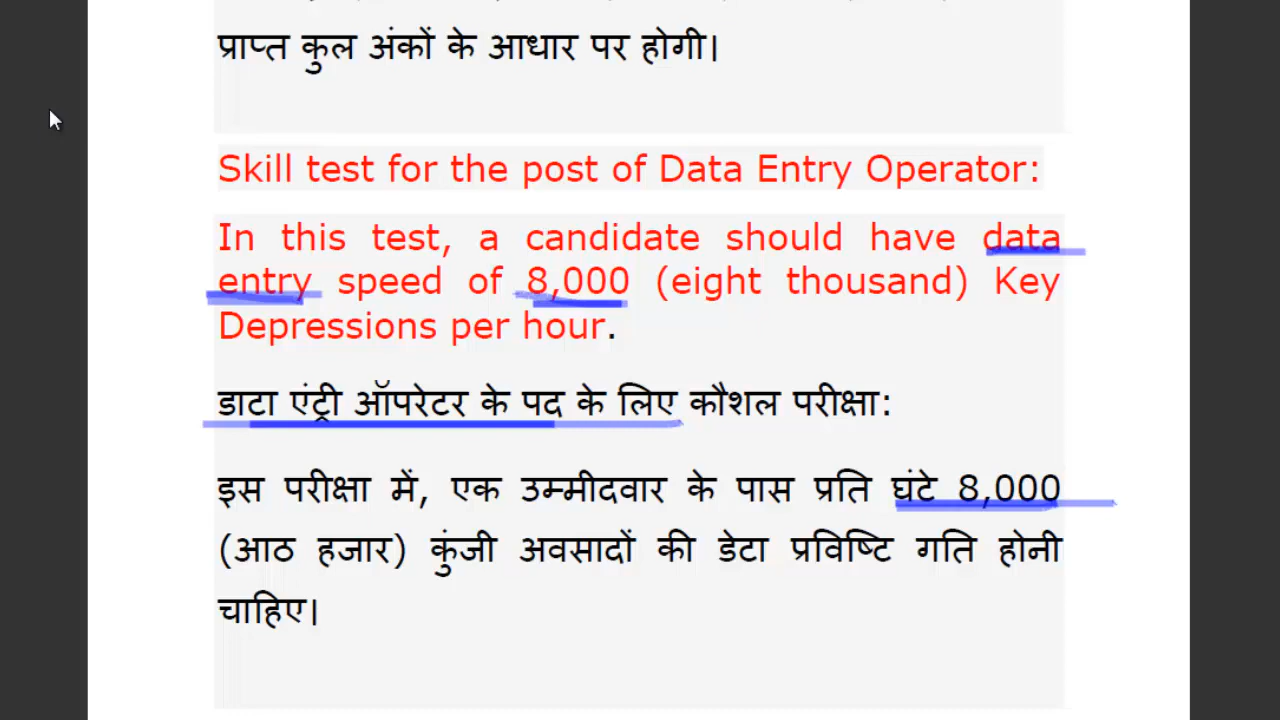 प्राप्त कुल अंकों के आधार पर होगी।
Skill test for the post of Data Entry Operator:
In this test, a candidate should have data
entry speed of 8,000 (eight thousand) Key
Depressions per hour.
डाटा एंट्री ऑपरेटर के पद के लिए कौशल परीक्षा:
इस परीक्षा में, एक उम्मीदवार के पास प्रति घंटे 8,000
(आठ हजार) कुंजी अवसादों की डेटा प्रविष्टि गति होनी
चाहिए।